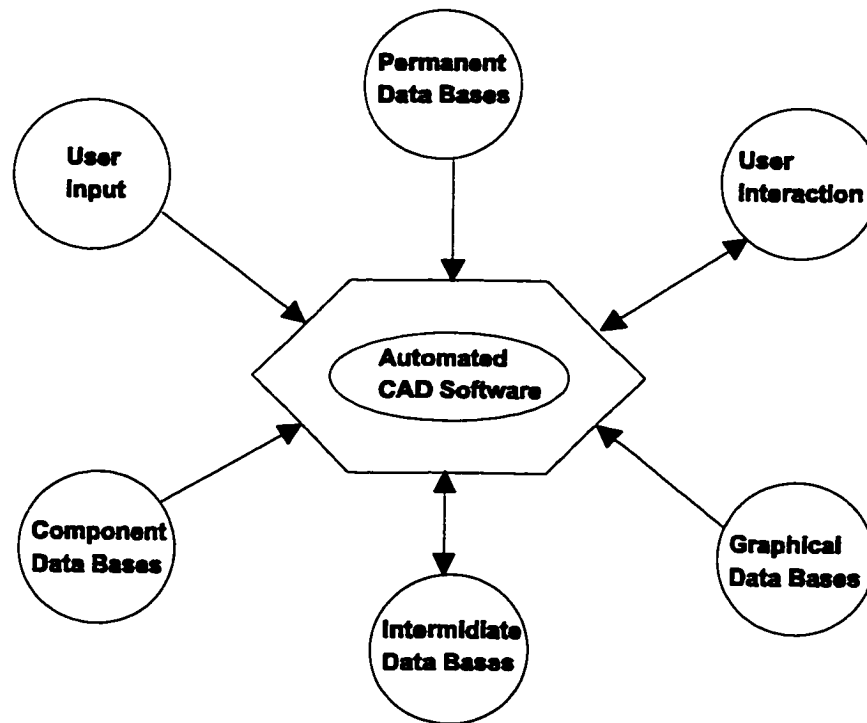 Permanent
Data Bases
User
Input
User
Interaction
Automated
CAD Software
Component
Data Bases
Graphical
Data Bases
Intermidiate
Data Bases